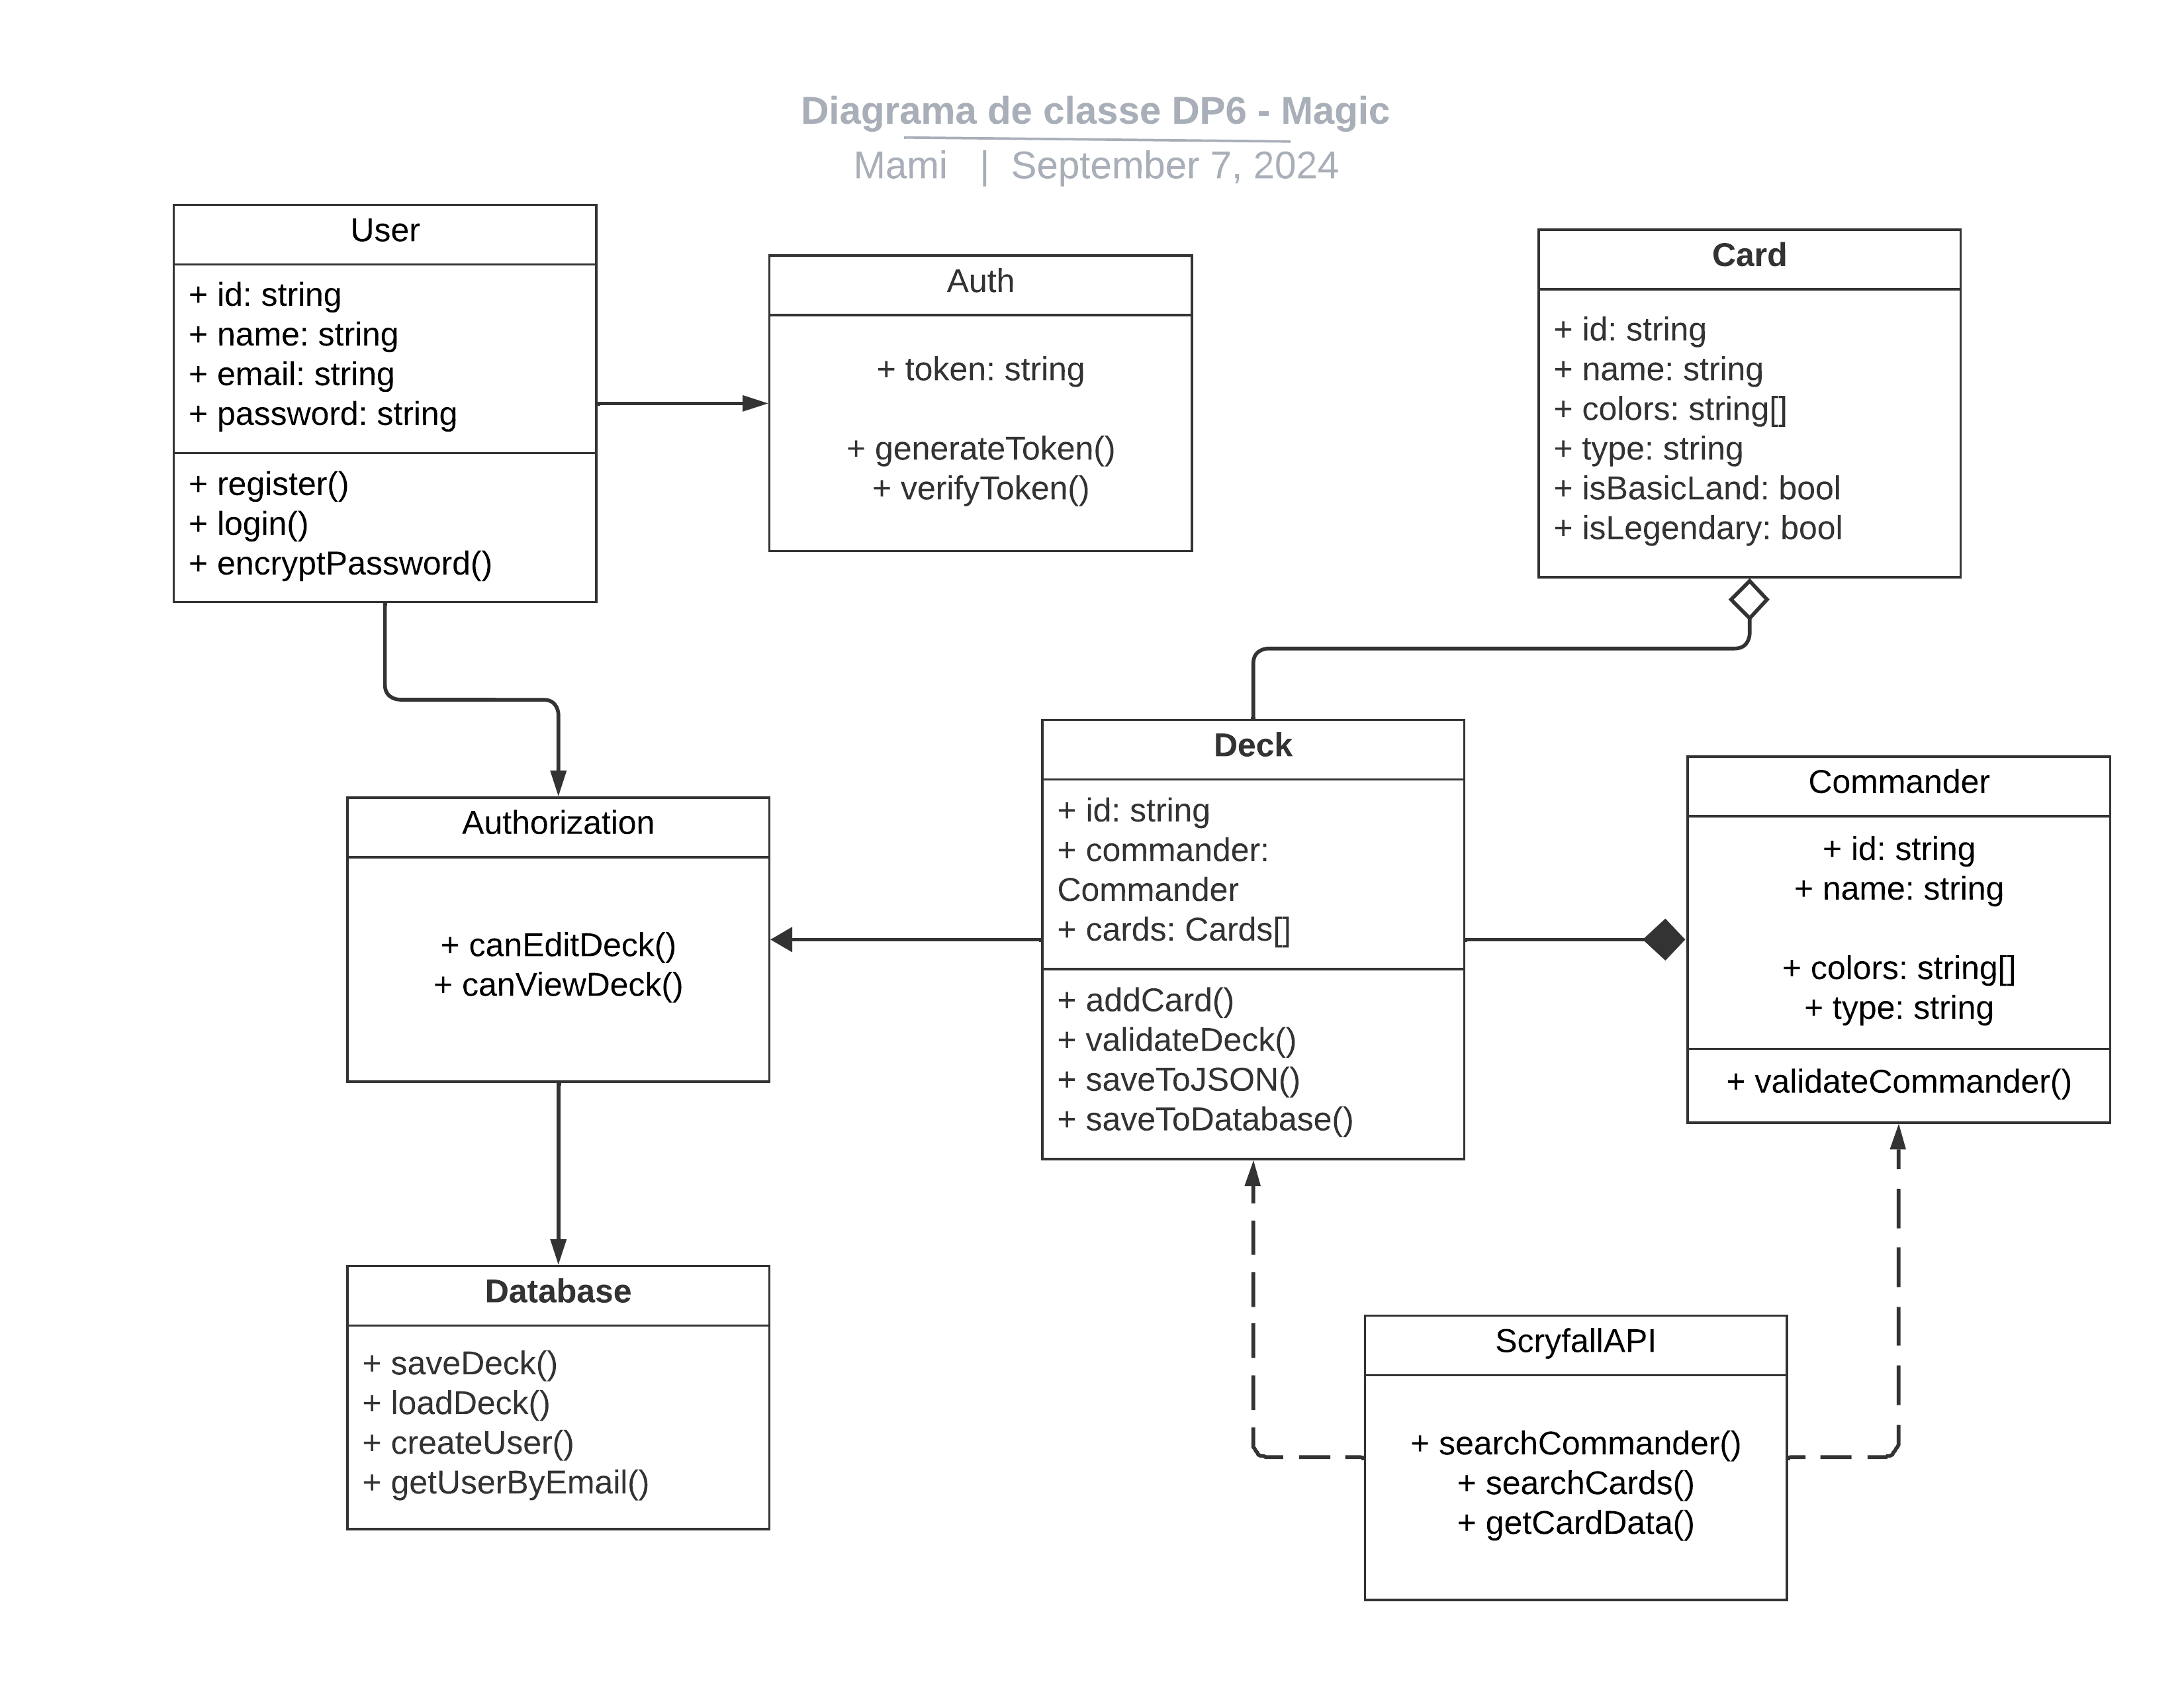 Diagrama de classe DP6 - Magic
Mami | September 7, 2024
User
+ id: string
+ name: string
+ email: string
+ password: string
+ register()
+ login()
+ encryptPassword()
Auth
+ token: string
+ generateToken()
+ verifyToken()
Card
+ id: string
+ name: string
+ colors: string[]
+ type: string
+ isBasicLand: bool
+ isLegendary: bool
Authorization
+ canEditDeck()
+ canViewDeck()
Deck
+ id: string
+ commander:
Commander
+ cards: Cards[]
+ addCard()
+ validateDeck()
+ saveToJSON()
+ saveToDatabase()
Commander
+ id: string
+ name: string
+ colors: string[]
+ type: string
+ validateCommander()
Database
+ saveDeck()
+ loadDeck()
+ createUser()
+ getUserByEmail()
ScryfallAPI
+ searchCommander()
+ searchCards()
+ getCardData()